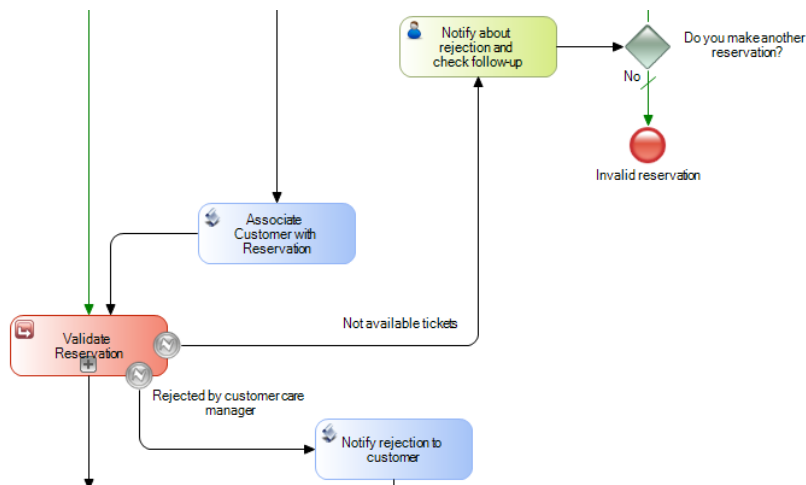 Notify about
rejection and
check follow-up
Do you make another
reservation?
No
Invalid reservation
Associate
Customer with
Reservation
Not available tickets
Validate
Reservation
Rejected by customer care
manager
Notify rejection to
customer